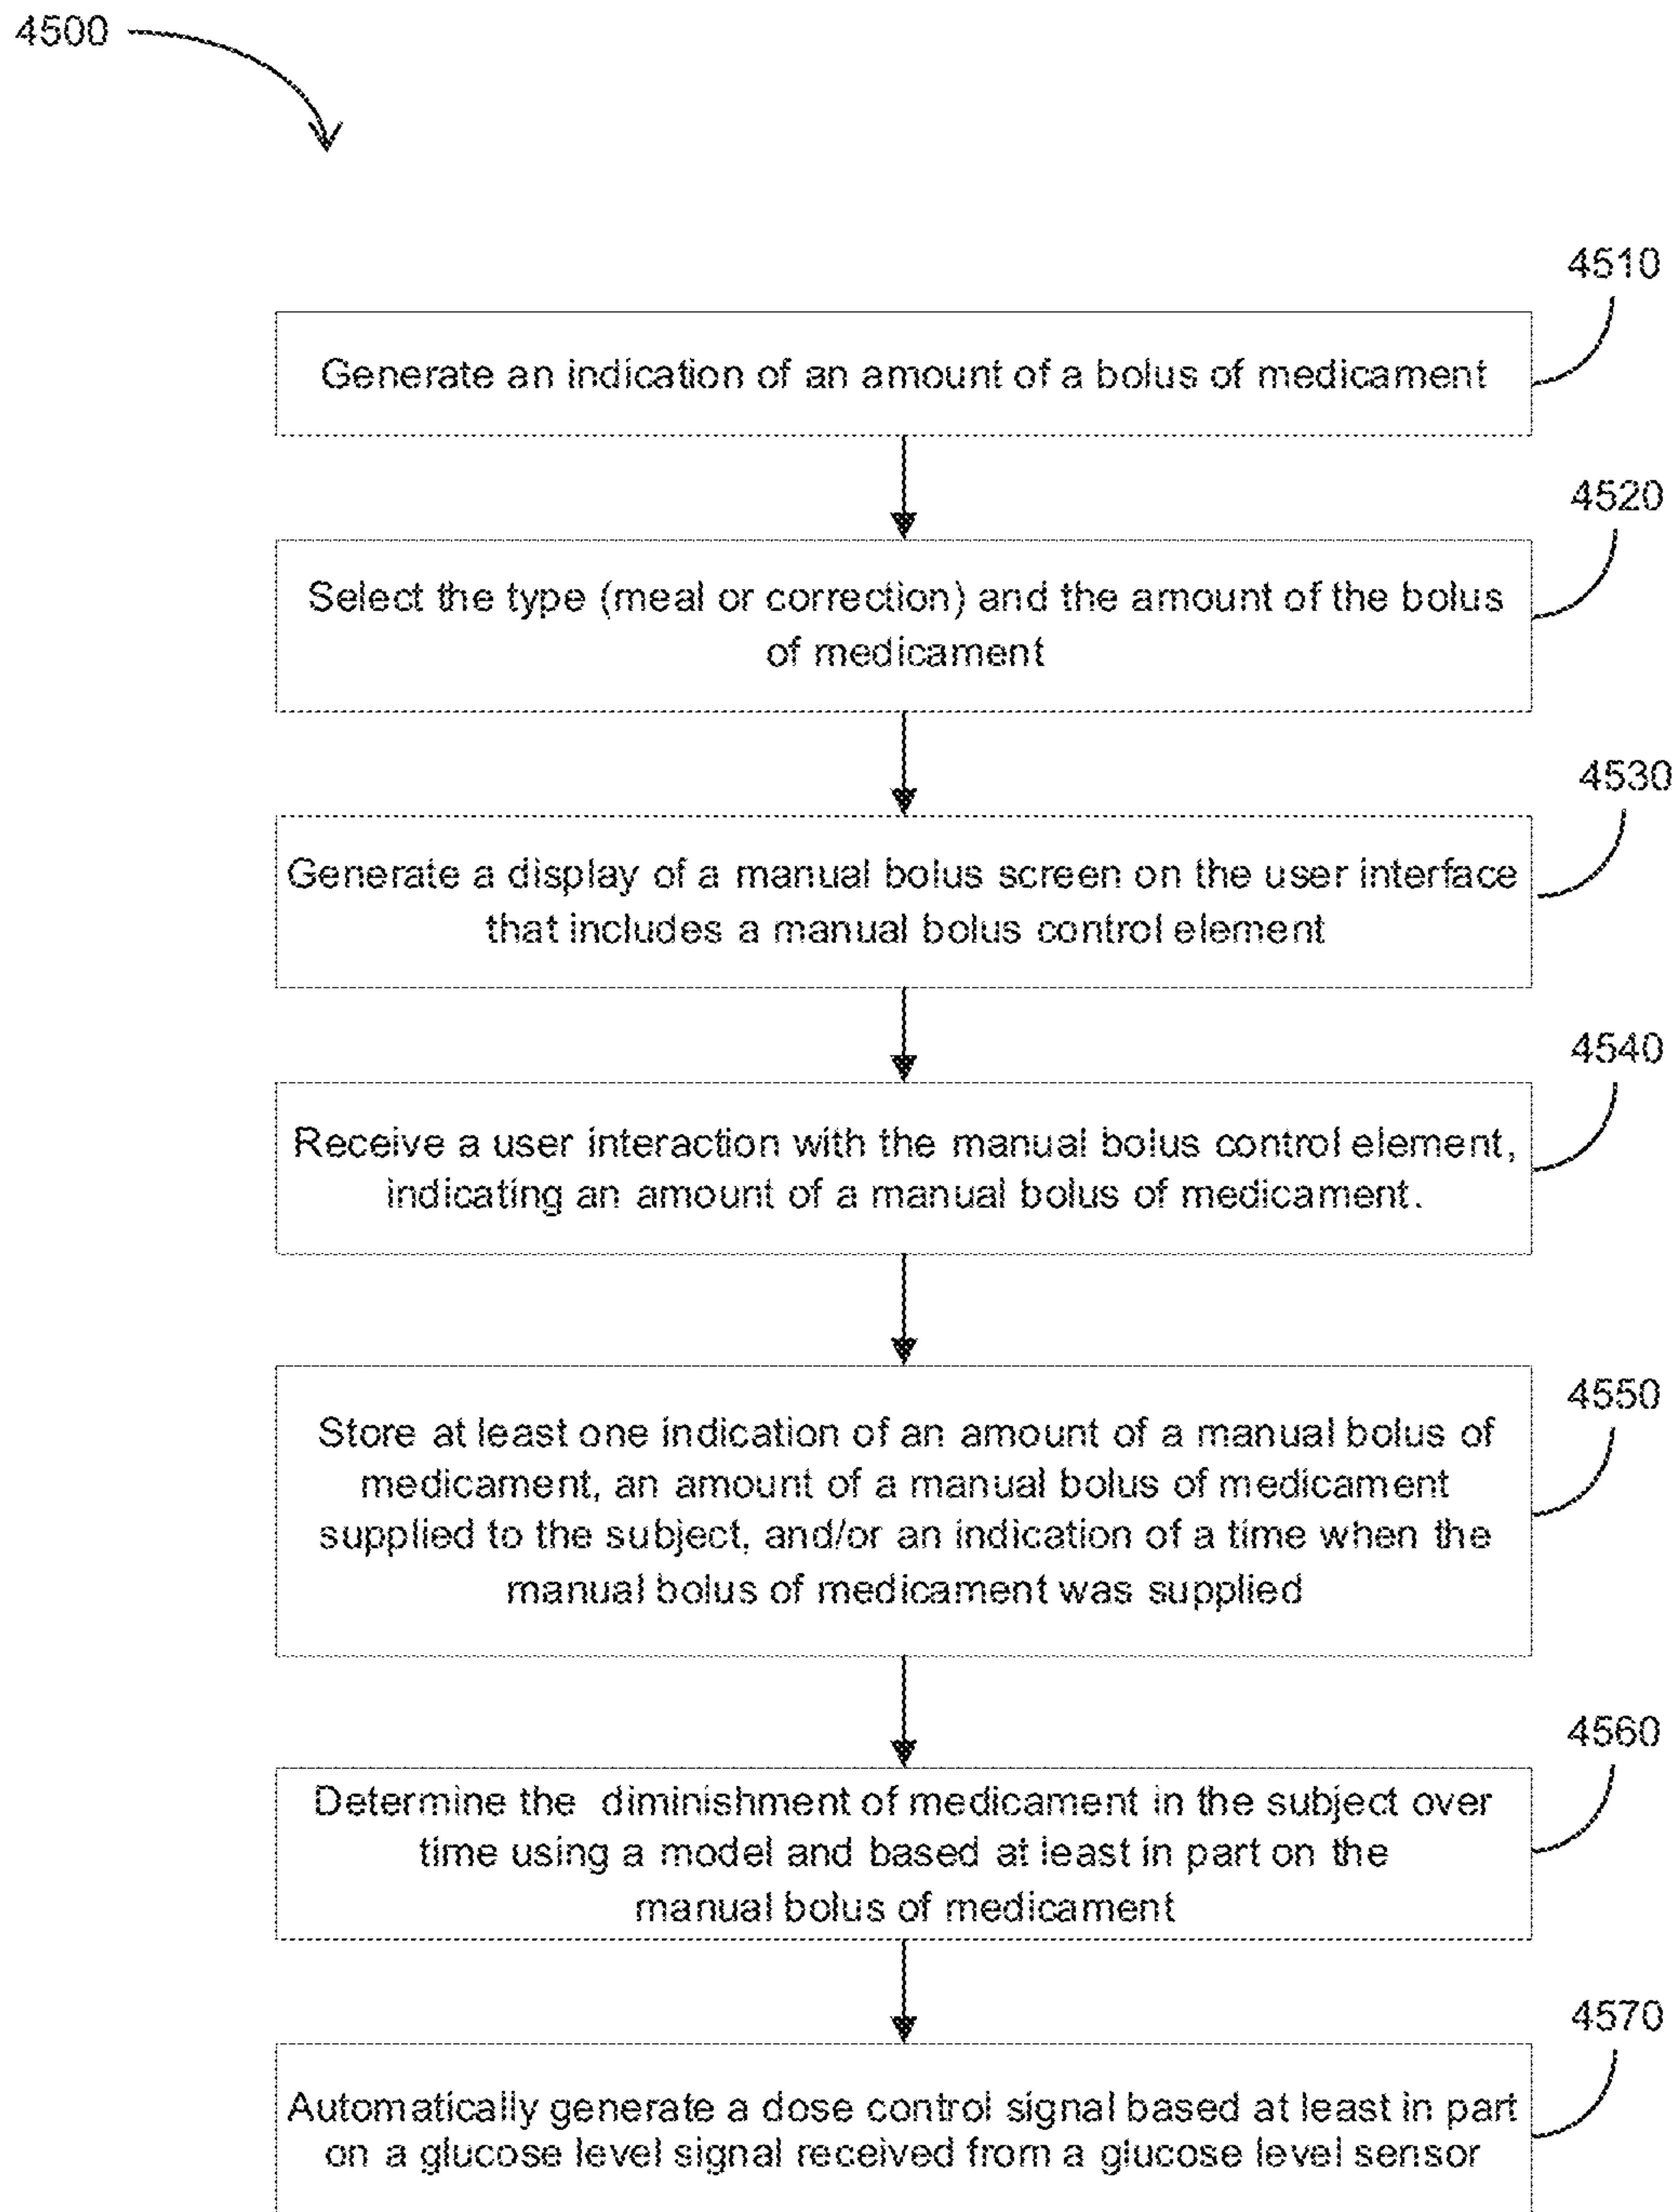 4500
4510
Generate an indication of an amount of a bolus of medicament
4520
Select the type (meal or correction) and the amount of the bolus
of medicament
4530
Generate a display of a manual bolus screen on the user interface
that includes a manual bolus control element
4540
Receive a user interaction with the manual bolus control element,
indicating an amount of a manual bolus of medicament.
4550
Store at least one indication of an amount of a manual bolus of
medicament, an amount of a manual bolus of medicament
supplied to the subject, and/or an indication of a time when the
manual bolus of medicament was supplied
4560
Determine the diminishment of medicament in the subject over
time using a model and based at least in part on the
manual bolus of medicament
4570
Automatically generate a dose control signal based at least in part
on a glucose level signal received from a glucose level sensor